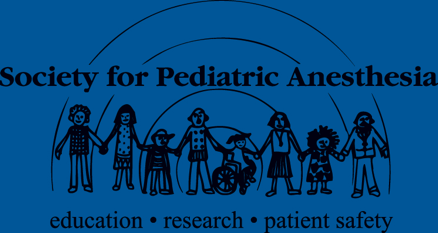 Society for Pediatric Anesthesia
education • research • patient safety